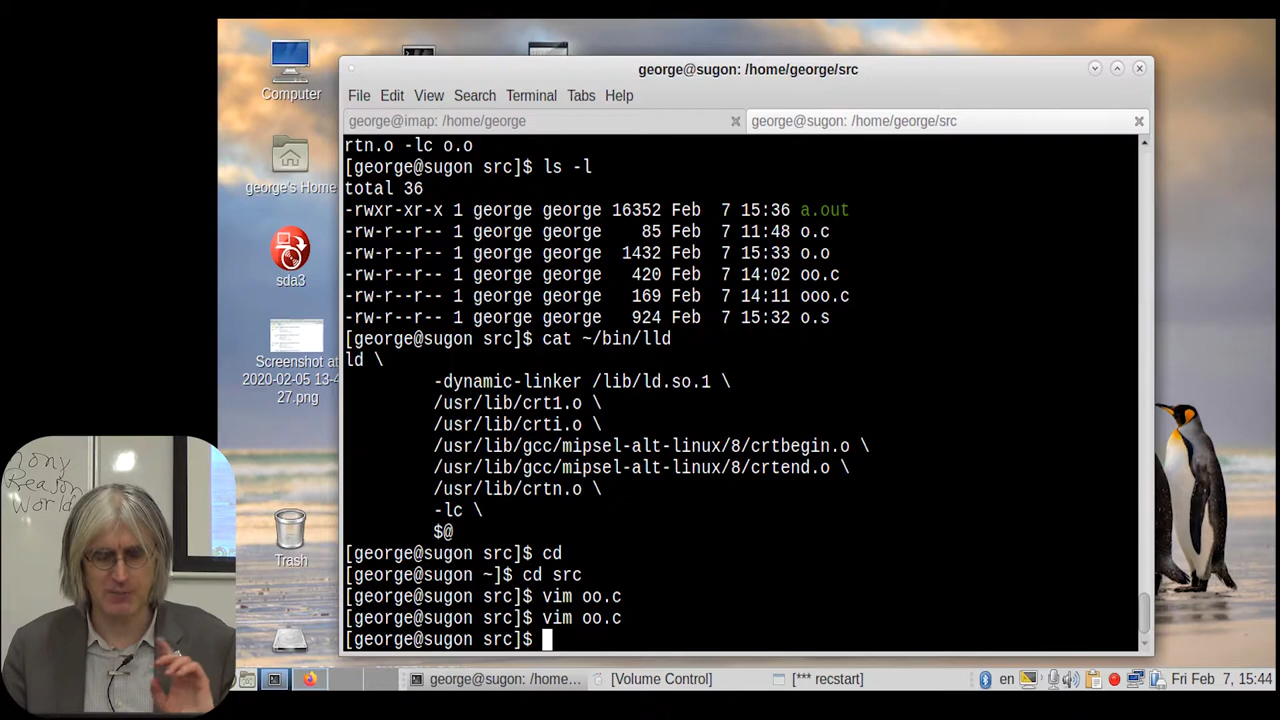 Computer
george's Home
sda3
Screenshot at
2020-02-05 13-4
27.png
Trash
george@sugon: /home/george/src
File Edit View Search Terminal Tabs Help
george@imap: /home/george
george@sugon: /home/george/src
rtn.o -lc o.o
[george@sugon src]$ ls -l
total 36
-rwxr-xr-x 1 george george 16352 Feb  7 15:36 a.out
-rw-r--r-- 1 george george    85 Feb  7 11:48 o.c
-rw-r--r-- 1 george george  1432 Feb  7 15:33 o.o
-rw-r--r-- 1 george george   420 Feb  7 14:02 oo.c
-rw-r--r-- 1 george george   169 Feb  7 14:11 ooo.c
-rw-r--r-- 1 george george   924 Feb  7 15:32 o.s
[george@sugon src]$ cat ~/bin/lld
ld \
-dynamic-linker /lib/ld.so.1 \
/usr/lib/crt1.o \
/usr/lib/crti.o \
/usr/lib/gcc/mipsel-alt-linux/8/crtbegin.o \
/usr/lib/gcc/mipsel-alt-linux/8/crtend.o \
/usr/lib/crtn.o \
-lc \
$@
[george@sugon src]$ cd
[george@sugon ~]$ cd src
[george@sugon src]$ vim oo.c
[george@sugon src]$ vim oo.c
[george@sugon src]$
Tony
Reason
World
george@sugon: /home...
[Volume Control]
[*** recstart]
en
Fri Feb  7, 15:44